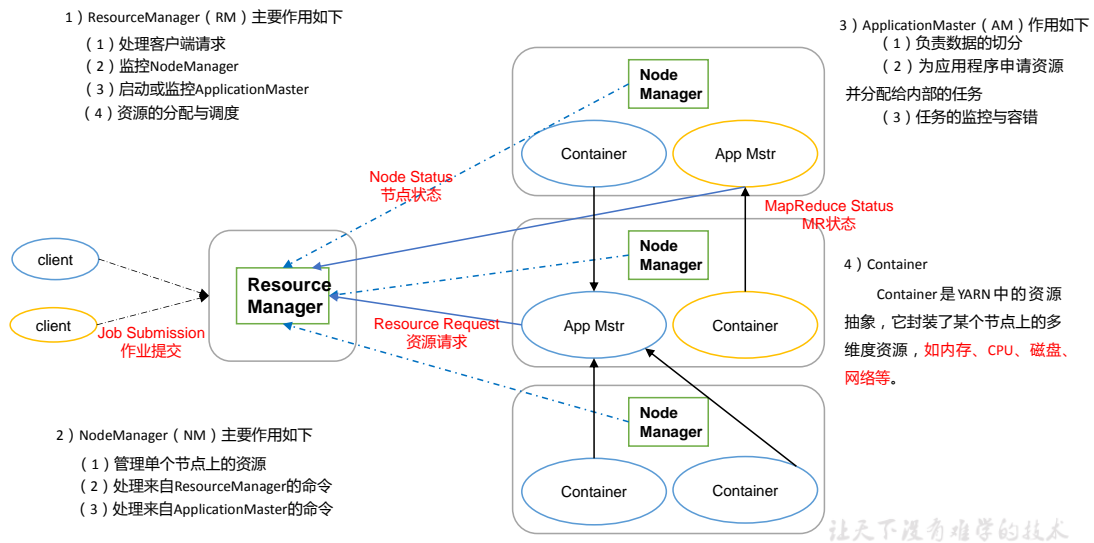 1）ResourceManager（RM）主要作用如下
（1）处理客户端请求
（2）监控NodeManager
（3）启动或监控ApplicationMaster
（4）资源的分配与调度
3）ApplicationMaster（AM）作用如下
（1）负责数据的切分
（2）为应用程序申请资源
并分配给内部的任务
（3）任务的监控与容错
Node
Manager
Container
App Mstr
Node Status
节点状态
MapReduce Status
MR状态
client
client
Job Submission
作业提交
Resource
Manager
Resource Request
资源请求
Node
Manager
App Mstr
Container
4）Container
Container是YARN中的资源
抽象，它封装了某个节点上的多
维度资源，如内存、CPU、磁盘、
网络等。
Node
Manager
Container
Container
2）NodeManager（NM）主要作用如下
（1）管理单个节点上的资源
（2）处理来自ResourceManager的命令
（3）处理来自ApplicationMaster的命令
让天下没有难学的技术